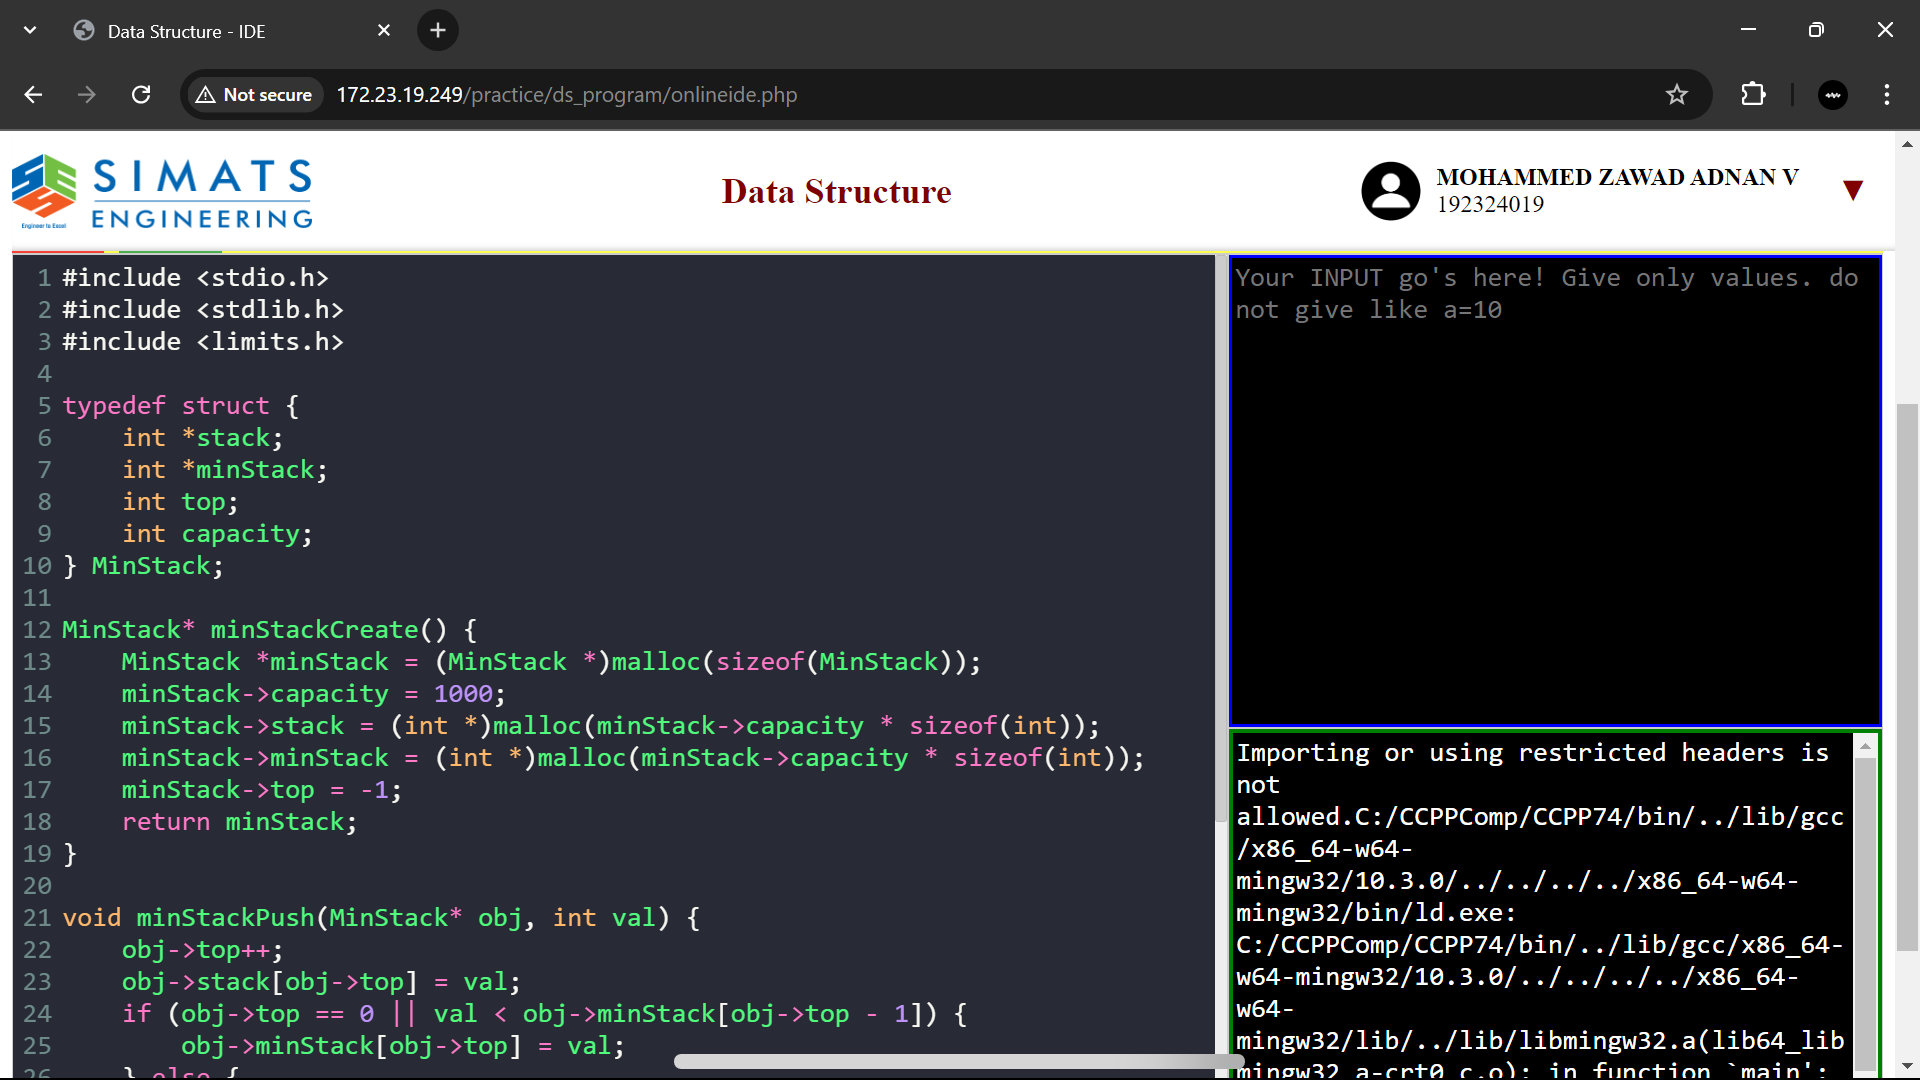 Data Structure - IDE
Not secure
172.23.19.249/practice/ds_program/onlineide.php
SIMATS
ENGINEERING
Engineer to Excel
Data Structure
MOHAMMED ZAWAD ADNAN V
192324019
1 #include <stdio.h>
2 #include <stdlib.h>
3 #include <limits.h>
4
5 typedef struct {
6     int *stack;
7     int *minStack;
8     int top;
9     int capacity;
10 } MinStack;
11
12 MinStack* minStackCreate() {
13     MinStack *minStack = (MinStack *)malloc(sizeof(MinStack));
14     minStack->capacity = 1000;
15     minStack->stack = (int *)malloc(minStack->capacity * sizeof(int));
16     minStack->minStack = (int *)malloc(minStack->capacity * sizeof(int));
17     minStack->top = -1;
18     return minStack;
19 }
20
21 void minStackPush(MinStack* obj, int val) {
22     obj->top++;
23     obj->stack[obj->top] = val;
24     if (obj->top == 0 || val < obj->minStack[obj->top - 1]) {
25         obj->minStack[obj->top] = val;
26     } else {
Your INPUT go's here! Give only values. do
not give like a=10
Importing or using restricted headers is
not
allowed.C:/CCPPComp/CCPP74/bin/../lib/gcc
/x86_64-w64-
mingw32/10.3.0/../../../../x86_64-w64-
mingw32/bin/ld.exe:
C:/CCPPComp/CCPP74/bin/../lib/gcc/x86_64-
w64-mingw32/10.3.0/../../../../x86_64-
w64-
mingw32/lib/../lib/libmingw32.a(lib64_lib
mingw32_a-crt0_c.o): in function `main':